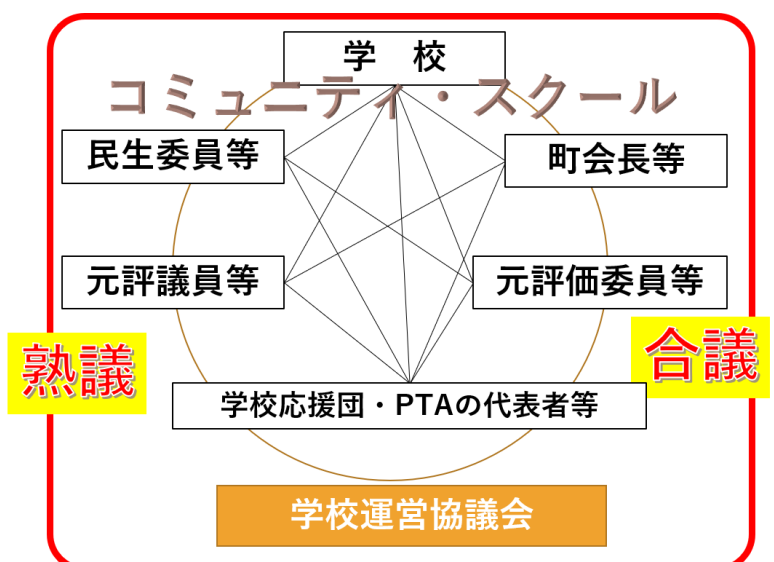 学　校
コミュニティ・スクール
民生委員等
町会長等
元評議員等
元評価委員等
熟議
合議
学校応援団・PTAの代表者等
学校運営協議会